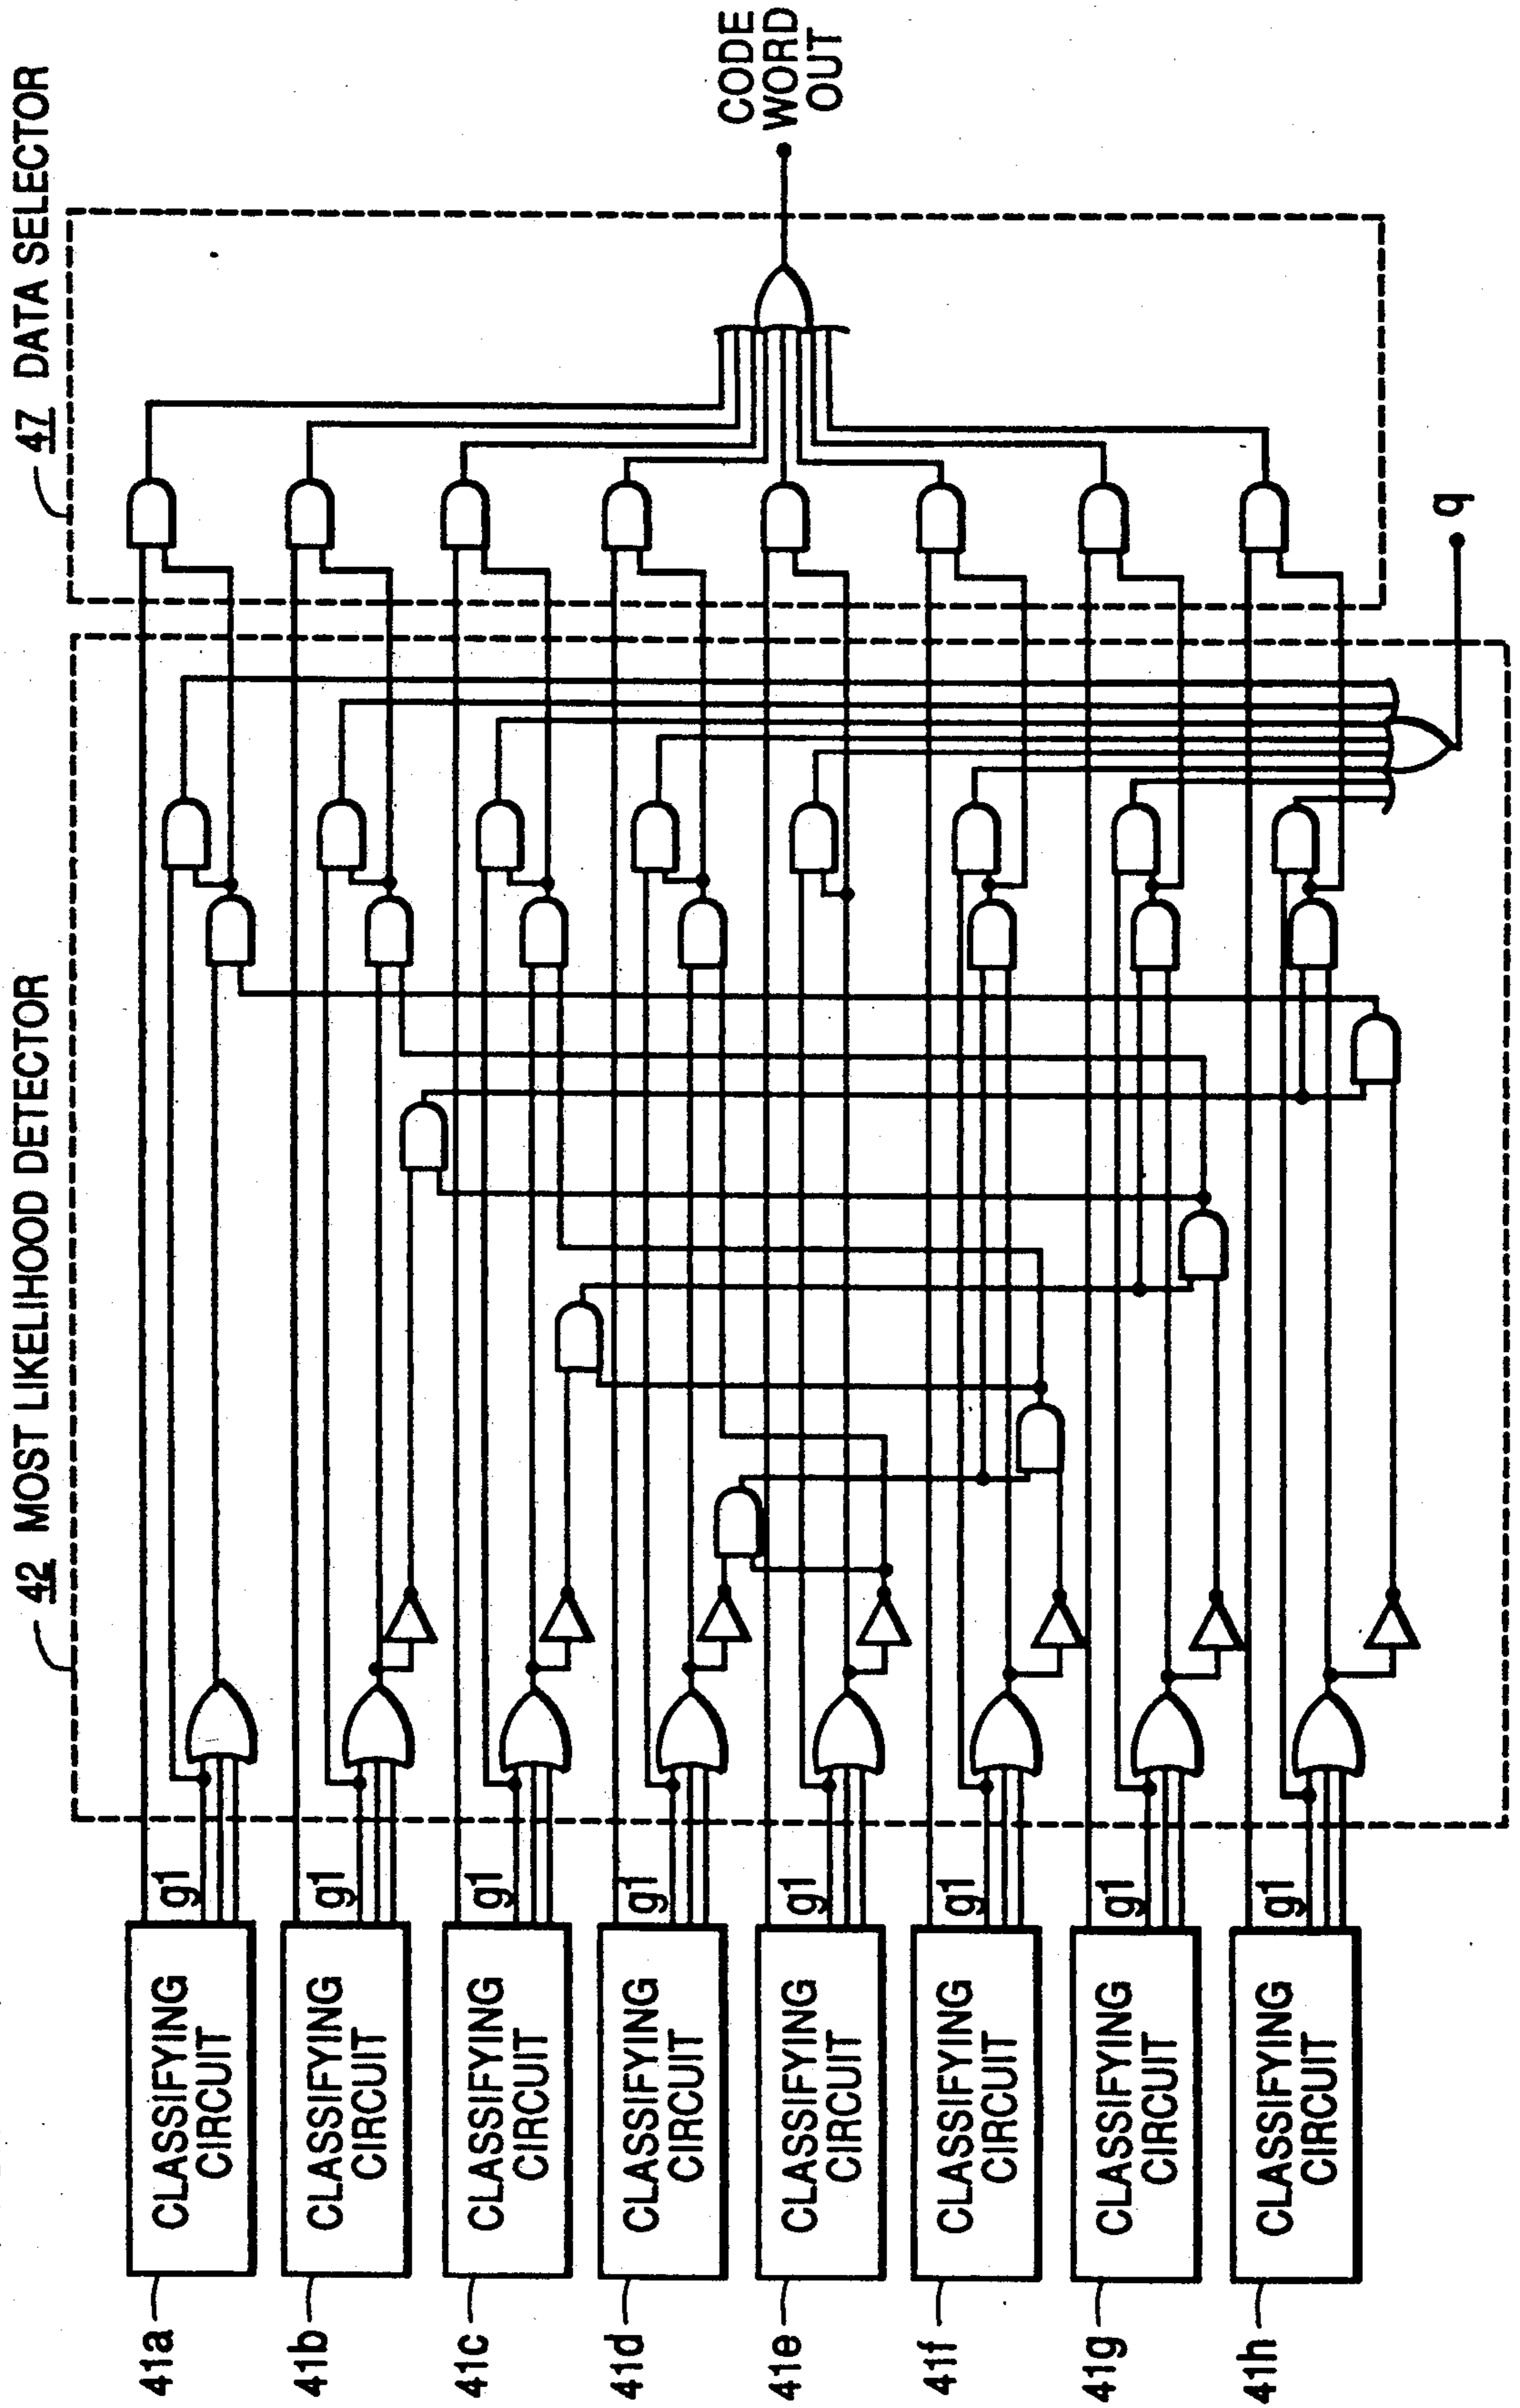 42 MOST LIKELIHOOD DETECTOR
47 DATA SELECTOR
41a
CLASSIFYING
CIRCUIT
g1
41b
CLASSIFYING
CIRCUIT
g1
41c
CLASSIFYING
CIRCUIT
g1
41d
CLASSIFYING
CIRCUIT
g1
41e
CLASSIFYING
CIRCUIT
g1
41f
CLASSIFYING
CIRCUIT
g1
41g
CLASSIFYING
CIRCUIT
g1
41h
CLASSIFYING
CIRCUIT
g1
CODE
WORD
OUT
q